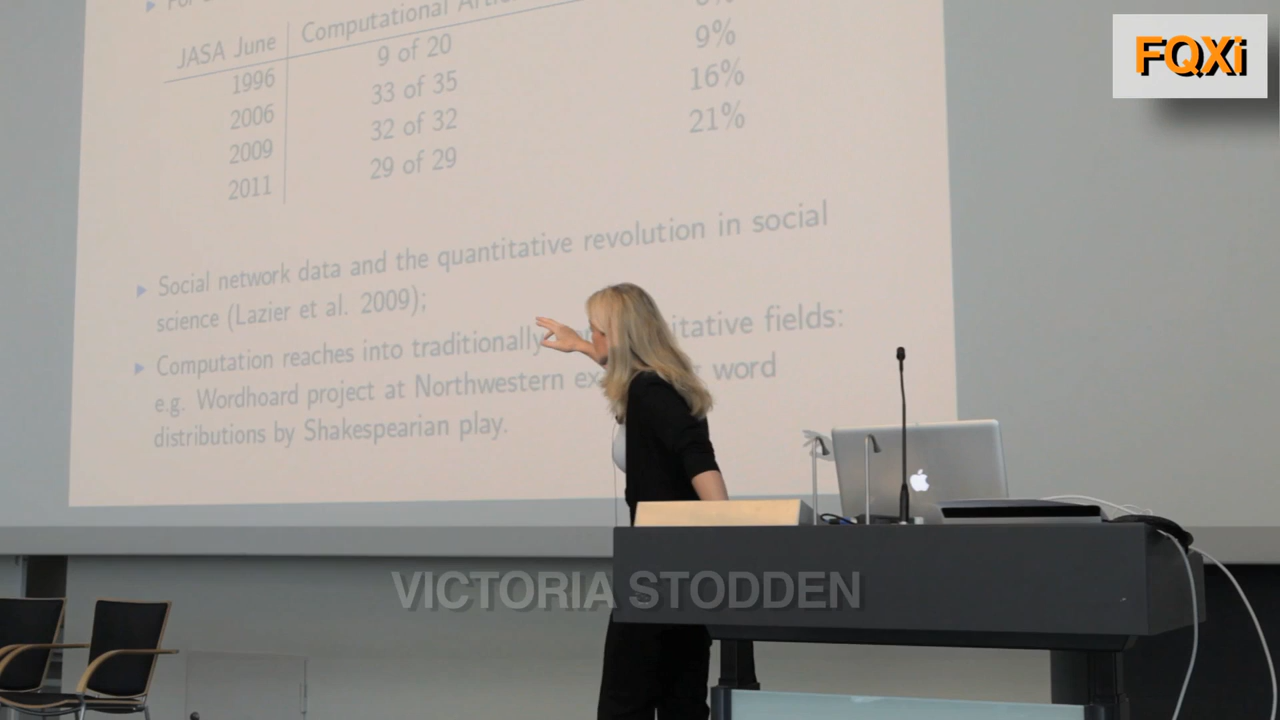 FQXi
JASA June Computational
1996 9 of 20 9%
2006 33 of 35 16%
2009 32 of 32 21%
2011 29 of 29
Social network data and the quantitative revolution in social
science (Lazier et al. 2009);
Computation reaches into traditionally itative fields:
e.g. Wordhoard project at Northwestern ex word
distributions by Shakespearian play.
VICTORIA STODDEN